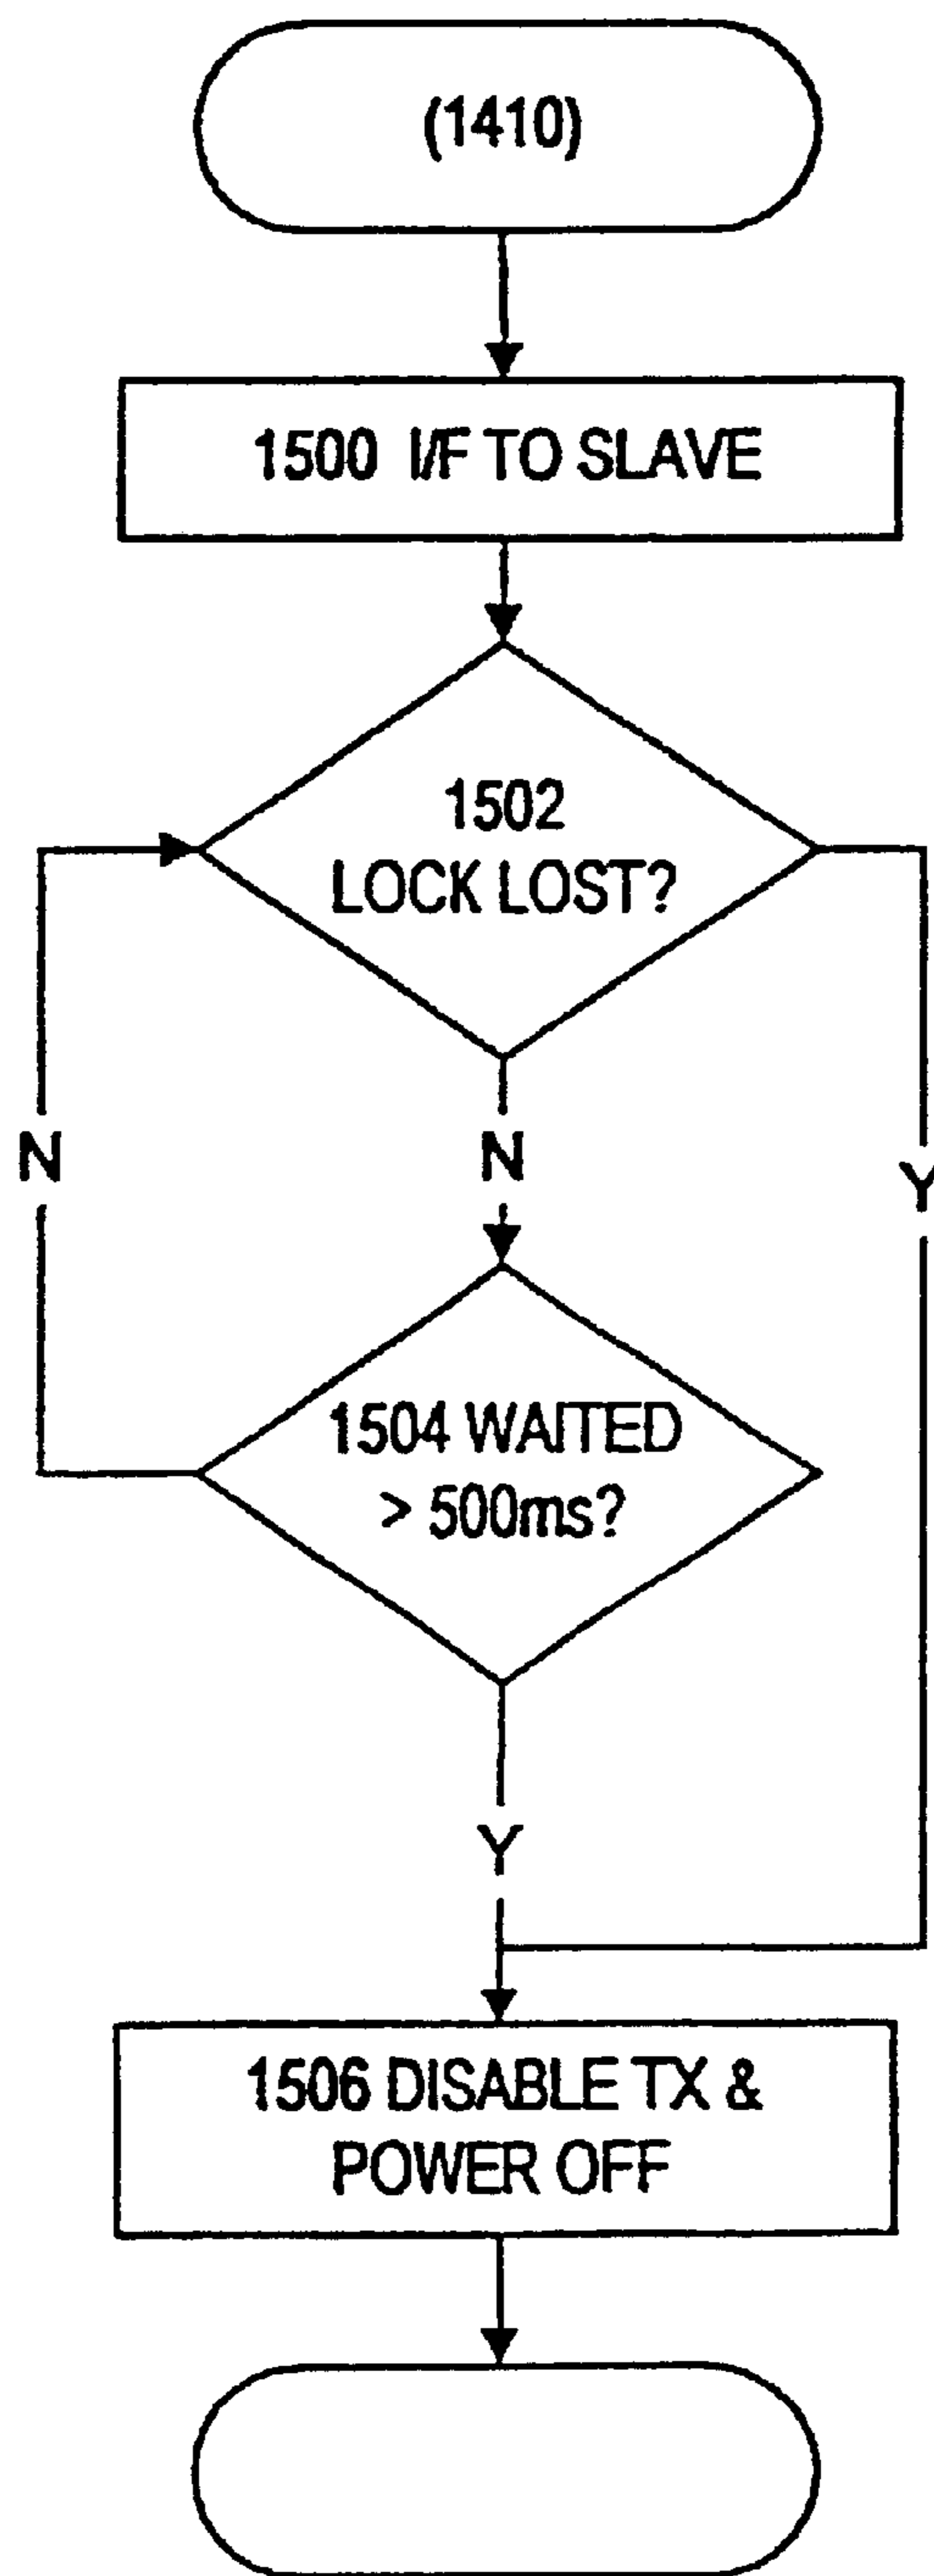 (1410)
1500 I/F TO SLAVE
1502
LOCK LOST?
N
N
Y
1504 WAITED
> 500ms?
Y
1506 DISABLE TX &
POWER OFF